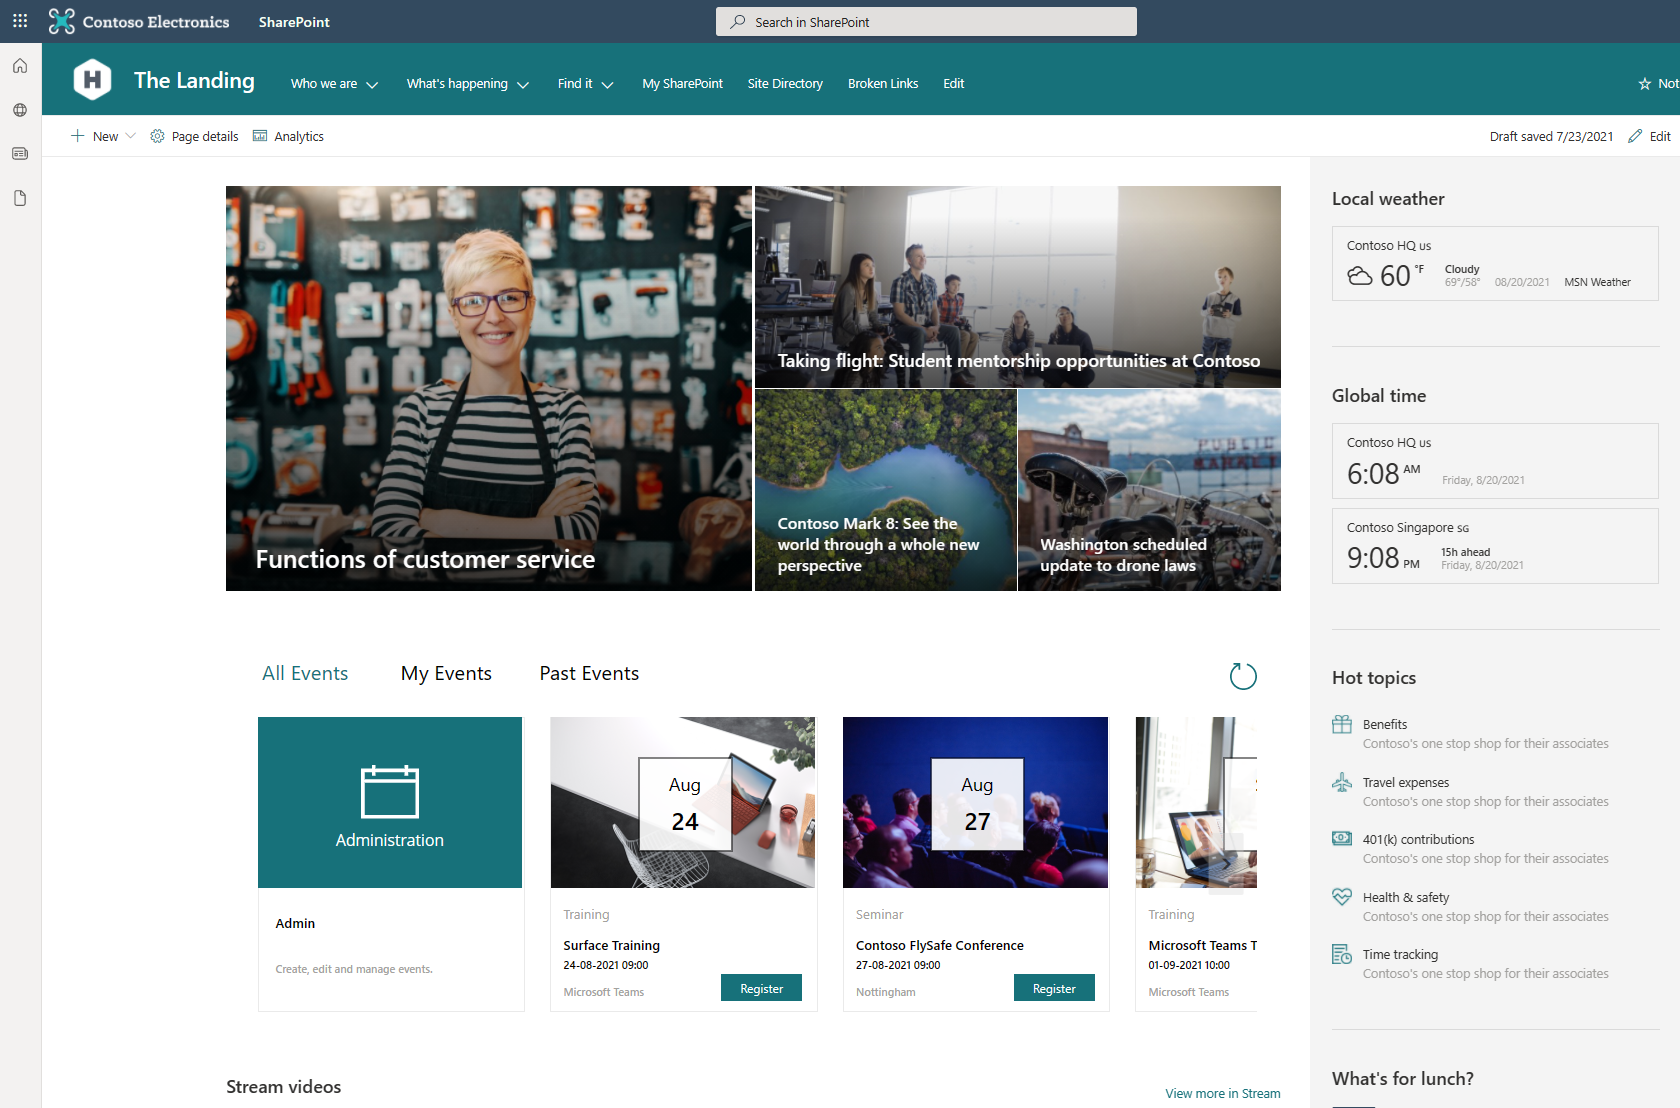 Contoso Electronics
SharePoint
Search in SharePoint
The Landing
Who we are
What's happening
Find it
My SharePoint
Site Directory
Broken Links
Edit
Not
New
Page details
Analytics
Draft saved 7/23/2021
Edit
Functions of customer service
Taking flight: Student mentorship opportunities at Contoso
Contoso Mark 8: See the
world through a whole new
perspective
PUBLIC
MARKET
Washington scheduled
update to drone laws
Local weather
Contoso HQ US
60 °F
Cloudy
69°/58°
08/20/2021
MSN Weather
Global time
Contoso HQ US
6:08 AM
Friday, 8/20/2021
Contoso Singapore SG
9:08 PM
15h ahead
Friday, 8/20/2021
Hot topics
Benefits
Contoso's one stop shop for their associates
Travel expenses
Contoso's one stop shop for their associates
401(k) contributions
Contoso's one stop shop for their associates
Health & safety
Contoso's one stop shop for their associates
Time tracking
Contoso's one stop shop for their associates
What's for lunch?
All Events
My Events
Past Events
Administration
Admin
Create, edit and manage events.
Aug
24
Training
Surface Training
24-08-2021 09:00
Microsoft Teams
Register
Aug
27
Seminar
Contoso FlySafe Conference
27-08-2021 09:00
Nottingham
Register
Training
Microsoft Teams T
01-09-2021 10:00
Microsoft Teams
Stream videos
View more in Stream